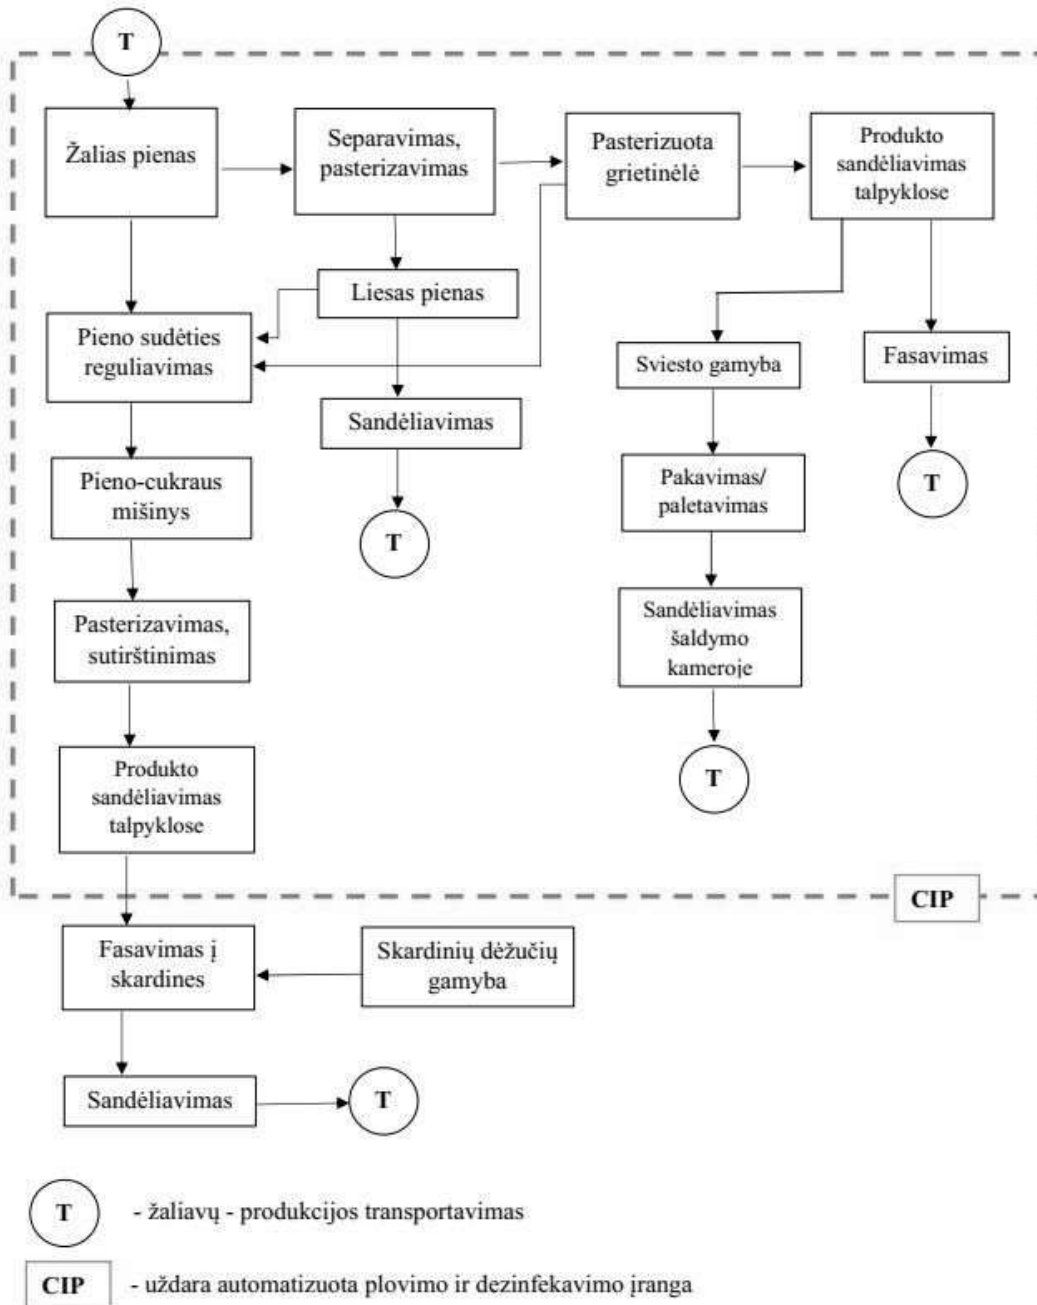 T
Žalias pienas
Separavimas,
pasterizavimas
Pasterizuota
grietinėlė
Produkto
sandėliavimas
talpyklose
Liesas pienas
Pieno sudėties
reguliavimas
Sviesto gamyba
Fasavimas
Sandėliavimas
Pieno-cukraus
mišinys
Pakavimas/
paletavimas
T
T
Pasterizavimas,
sutirštinimas
Sandėliavimas
šaldymo
kameroje
Produkto
sandėliavimas
talpyklose
T
CIP
Fasavimas į
skardines
Skardinių dėžučių
gamyba
Sandėliavimas
T
T - žaliavų - produkcijos transportavimas
CIP - uždara automatizuota plovimo ir dezinfekavimo įranga